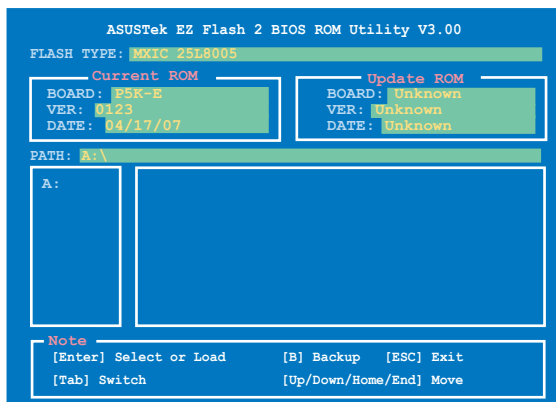 ASUSTek EZ Flash 2 BIOS ROM Utility V3.00
FLASH TYPE: MXIC 25L8005
Current ROM
BOARD: P5K-E
VER: 0123
DATE: 04/17/07
Update ROM
BOARD: Unknown
VER: Unknown
DATE: Unknown
PATH: A:\
A:
Note
[Enter] Select or Load [B] Backup [ESC] Exit
[Tab] Switch [Up/Down/Home/End] Move